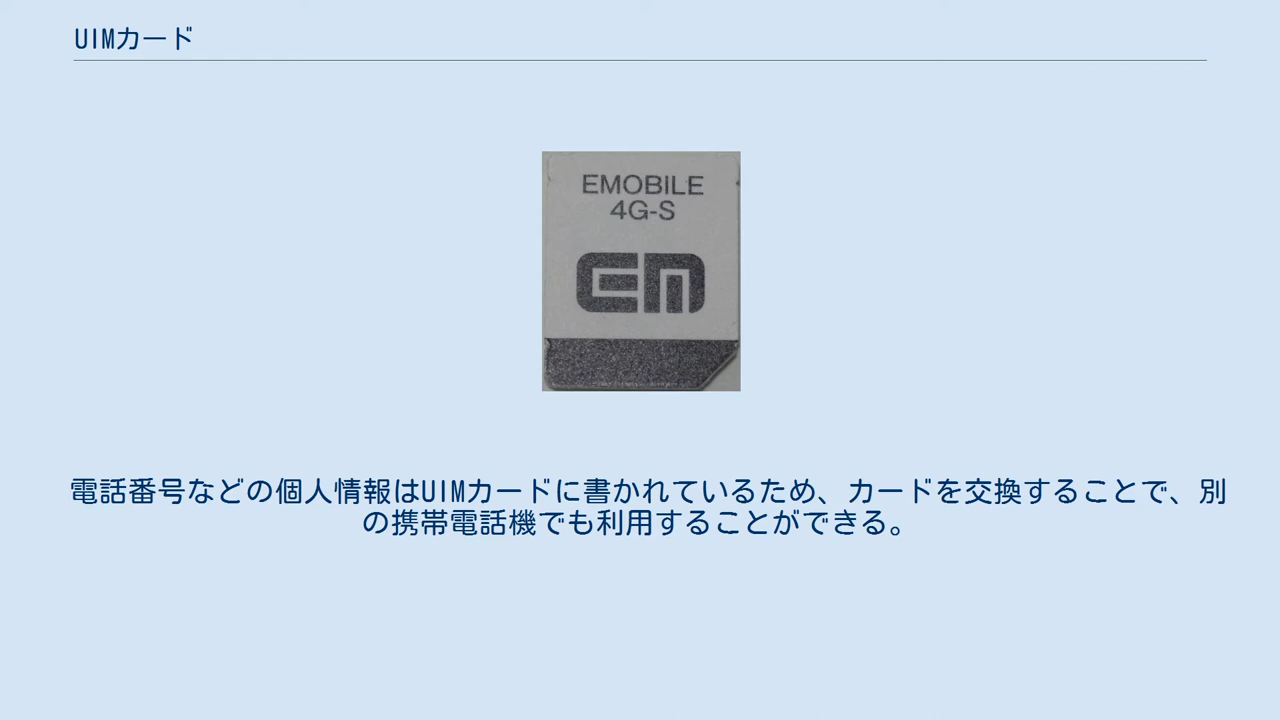 UIMカード
EMOBILE
4G-S
EM
電話番号などの個人情報はUIMカードに書かれているため、カードを交換することで、別
の携帯電話機でも利用することができる。